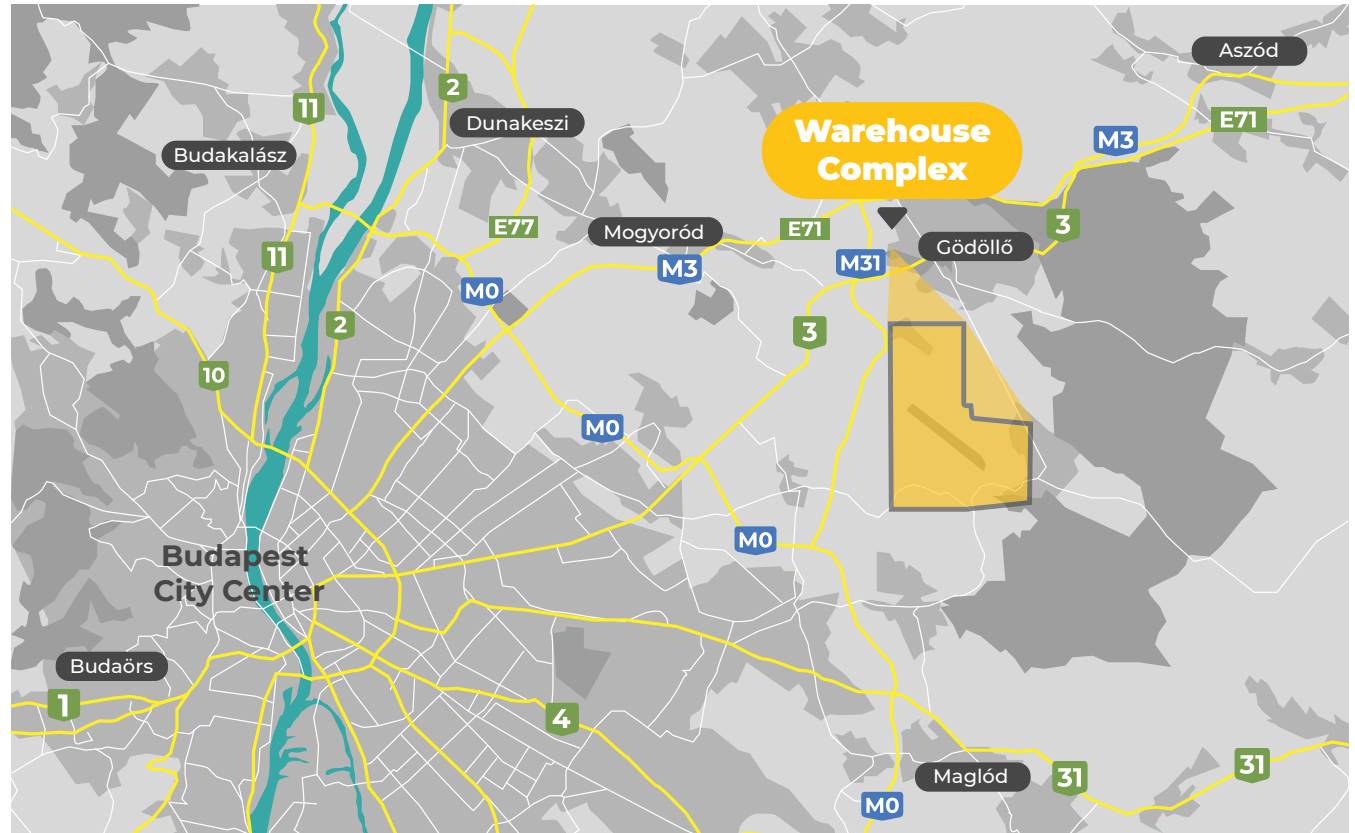 Aszód
2
11
E71
Dunakeszi
Warehouse
Complex
M3
Budakalász
3
E77
E71
Mogyoród
Gödöllő
11
M3
M31
M0
2
3
10
M0
M0
Budapest
City Center
Budaörs
1
4
31
31
Maglód
M0